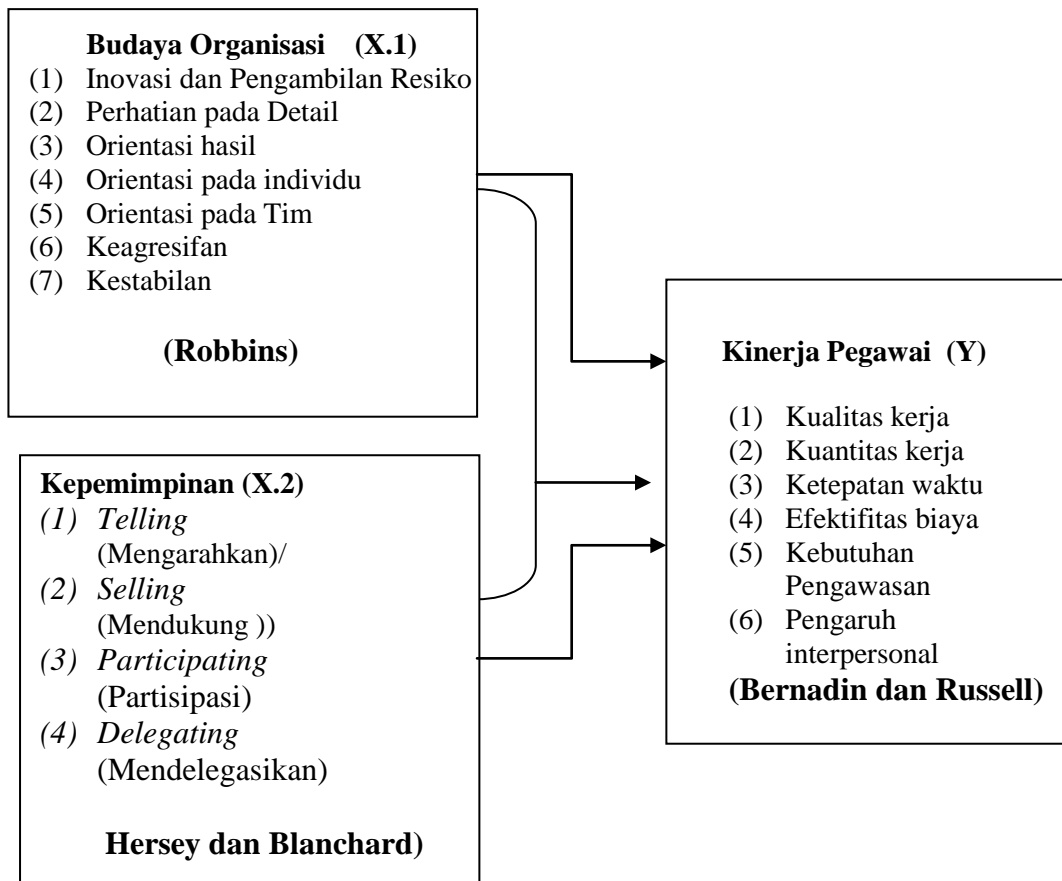 Budaya Organisasi (X.1)
(1) Inovasi dan Pengambilan Resiko
(2) Perhatian pada Detail
(3) Orientasi hasil
(4) Orientasi pada individu
(5) Orientasi pada Tim
(6) Keagresifan
(7) Kestabilan
(Robbins)
Kepemimpinan (X.2)
(1) Telling
(Mengarahkan)/
(2) Selling
(Mendukung ))
(3) Participating
(Partisipasi)
(4) Delegating
(Mendelegasikan)
Hersey dan Blanchard)
Kinerja Pegawai (Y)
(1) Kualitas kerja
(2) Kuantitas kerja
(3) Ketepatan waktu
(4) Efektifitas biaya
(5) Kebutuhan
Pengawasan
(6) Pengaruh
interpersonal
(Bernadin dan Russell)